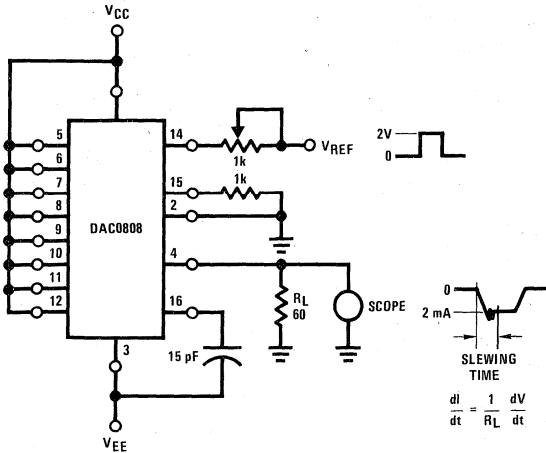 VCC
5
6
7
8
9
10
11
12
DAC0808
14
15
2
4
16
3
1k
VREF
1k
RL
60
SCOPE
15 pF
VEE
2V
0
0
2 mA
SLEWING
TIME
dI/dt = 1/RL dV/dt